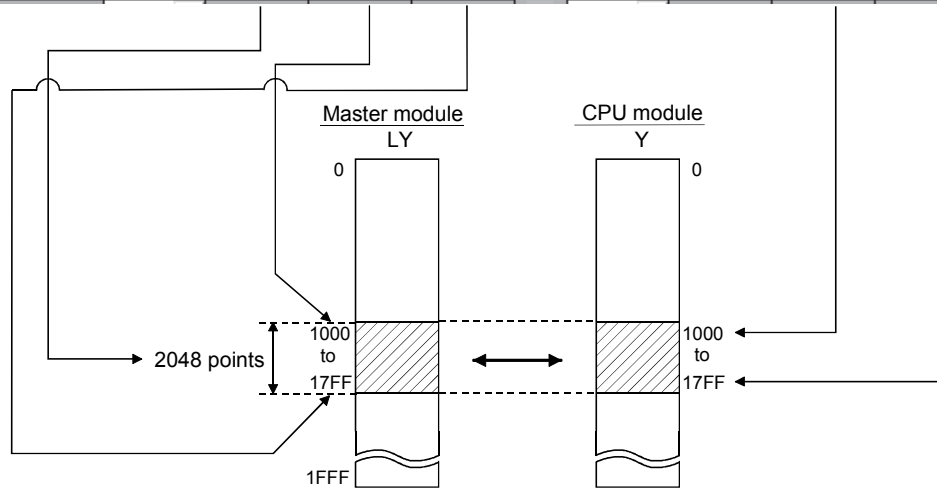 Master module
LY
CPU module
Y
0
0
2048 points
1000
to
17FF
1000
to
17FF
1FFF